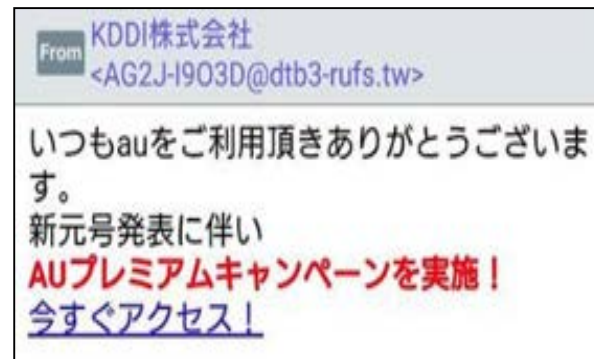 From KDDI株式会社
<AG2J-I9O3D@dtb3-rufs.tw>
いつもauをご利用頂きありがとうございま
す。
新元号発表に伴い
AUプレミアムキャンペーンを実施！
今すぐアクセス！